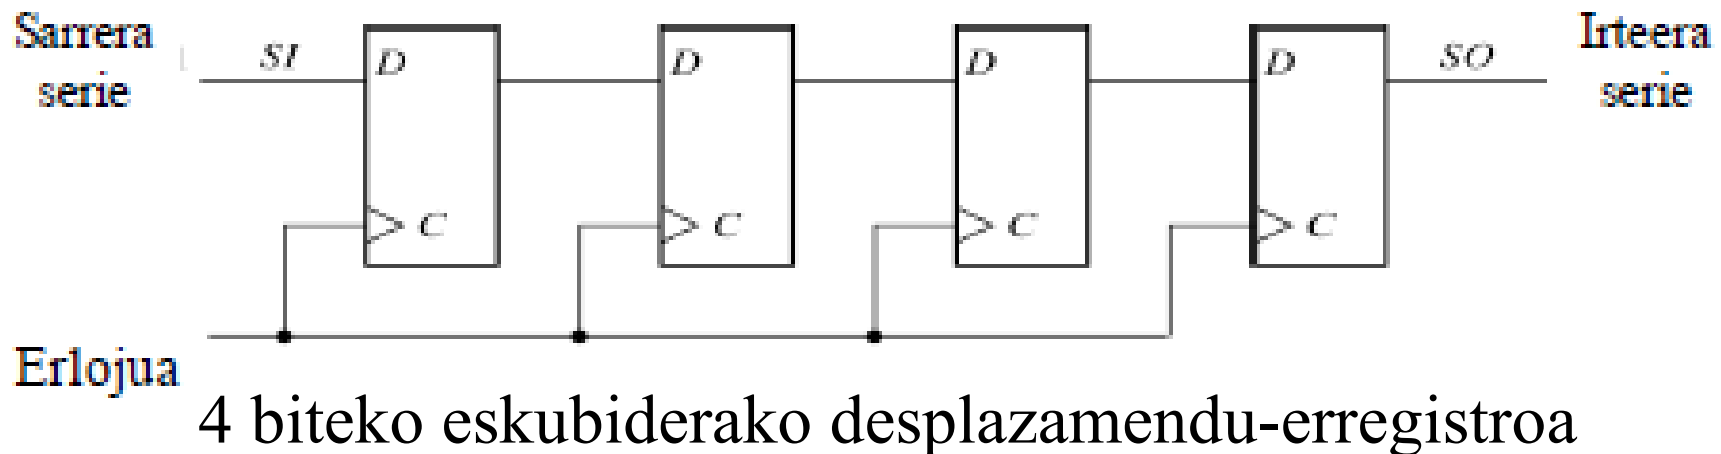 Sarrera
serie
SI
D
D
D
D
SO
Irteera
serie
C
C
C
C
Erlojua
4 biteko eskubiderako desplazamendu-erregistroa